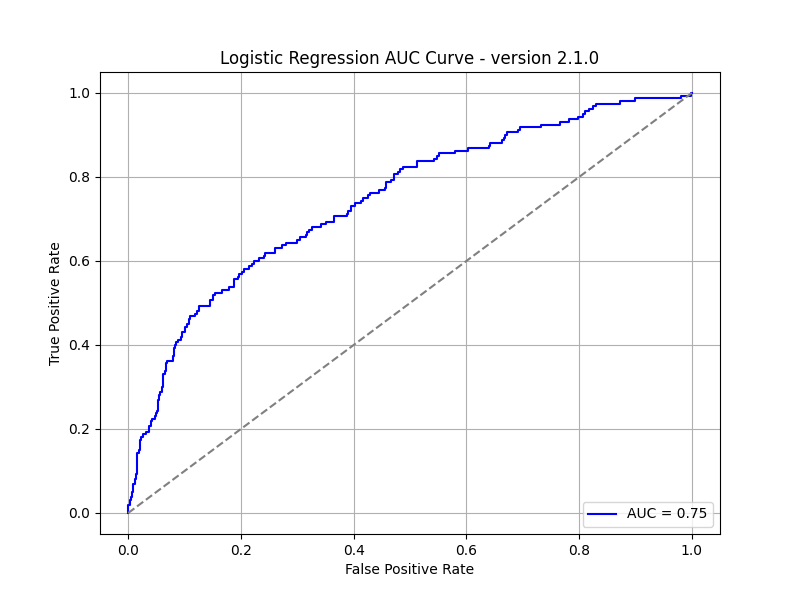 Logistic Regression AUC Curve - version 2.1.0
1.0
0.8
0.6
0.4
0.2
0.0
True Positive Rate
AUC = 0.75
0.0 0.2 0.4 0.6 0.8 1.0
False Positive Rate